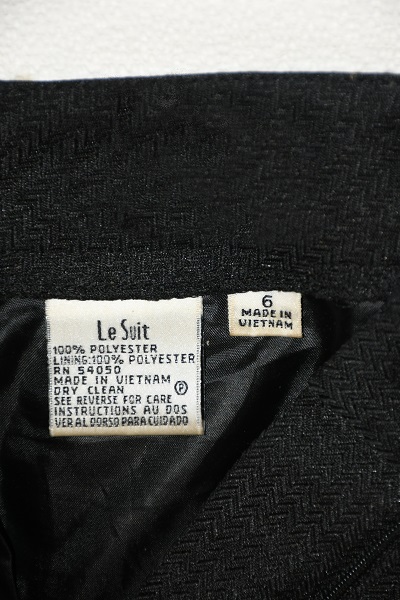 Le Suit
100% POLYESTER
LINING:100% POLYESTER
RN 54050
MADE IN VIETNAM
DRY CLEAN P
SEE REVERSE FOR CARE
INSTRUCTIONS AU DOS
VER AL DORSO PARA CUIDADO
6
MADE IN
VIETNAM